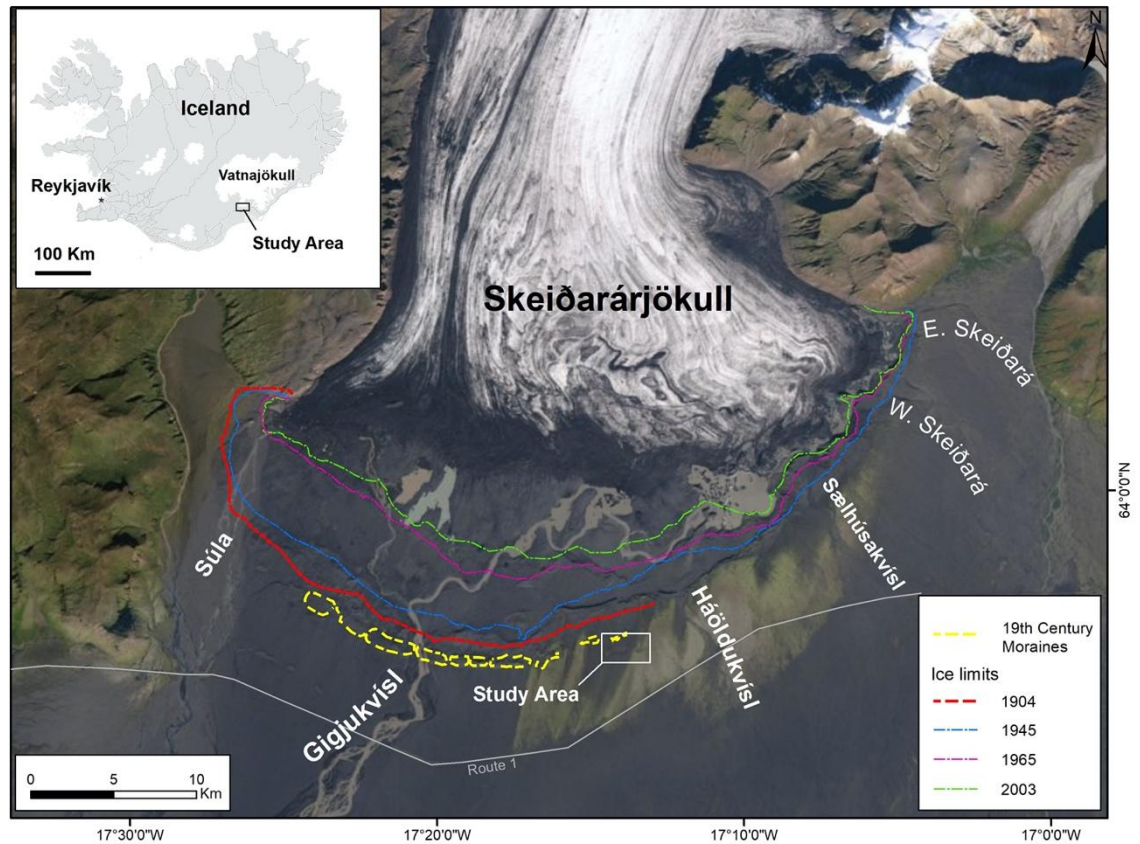 Iceland
Vatnajökull
Reykjavík
*
Study Area
100 Km
N
Skeiðarárjökull
E. Skeiðará
W. Skeiðará
Sælhúsakvísl
Háöldukvísl
Súla
Gigjukvísl
Study Area
Route 1
64°0'0"N
19th Century
Moraines
Ice limits
1904
1945
1965
2003
0 5 10
Km
17°30'0"W 17°20'0"W 17°10'0"W 17°0'0"W